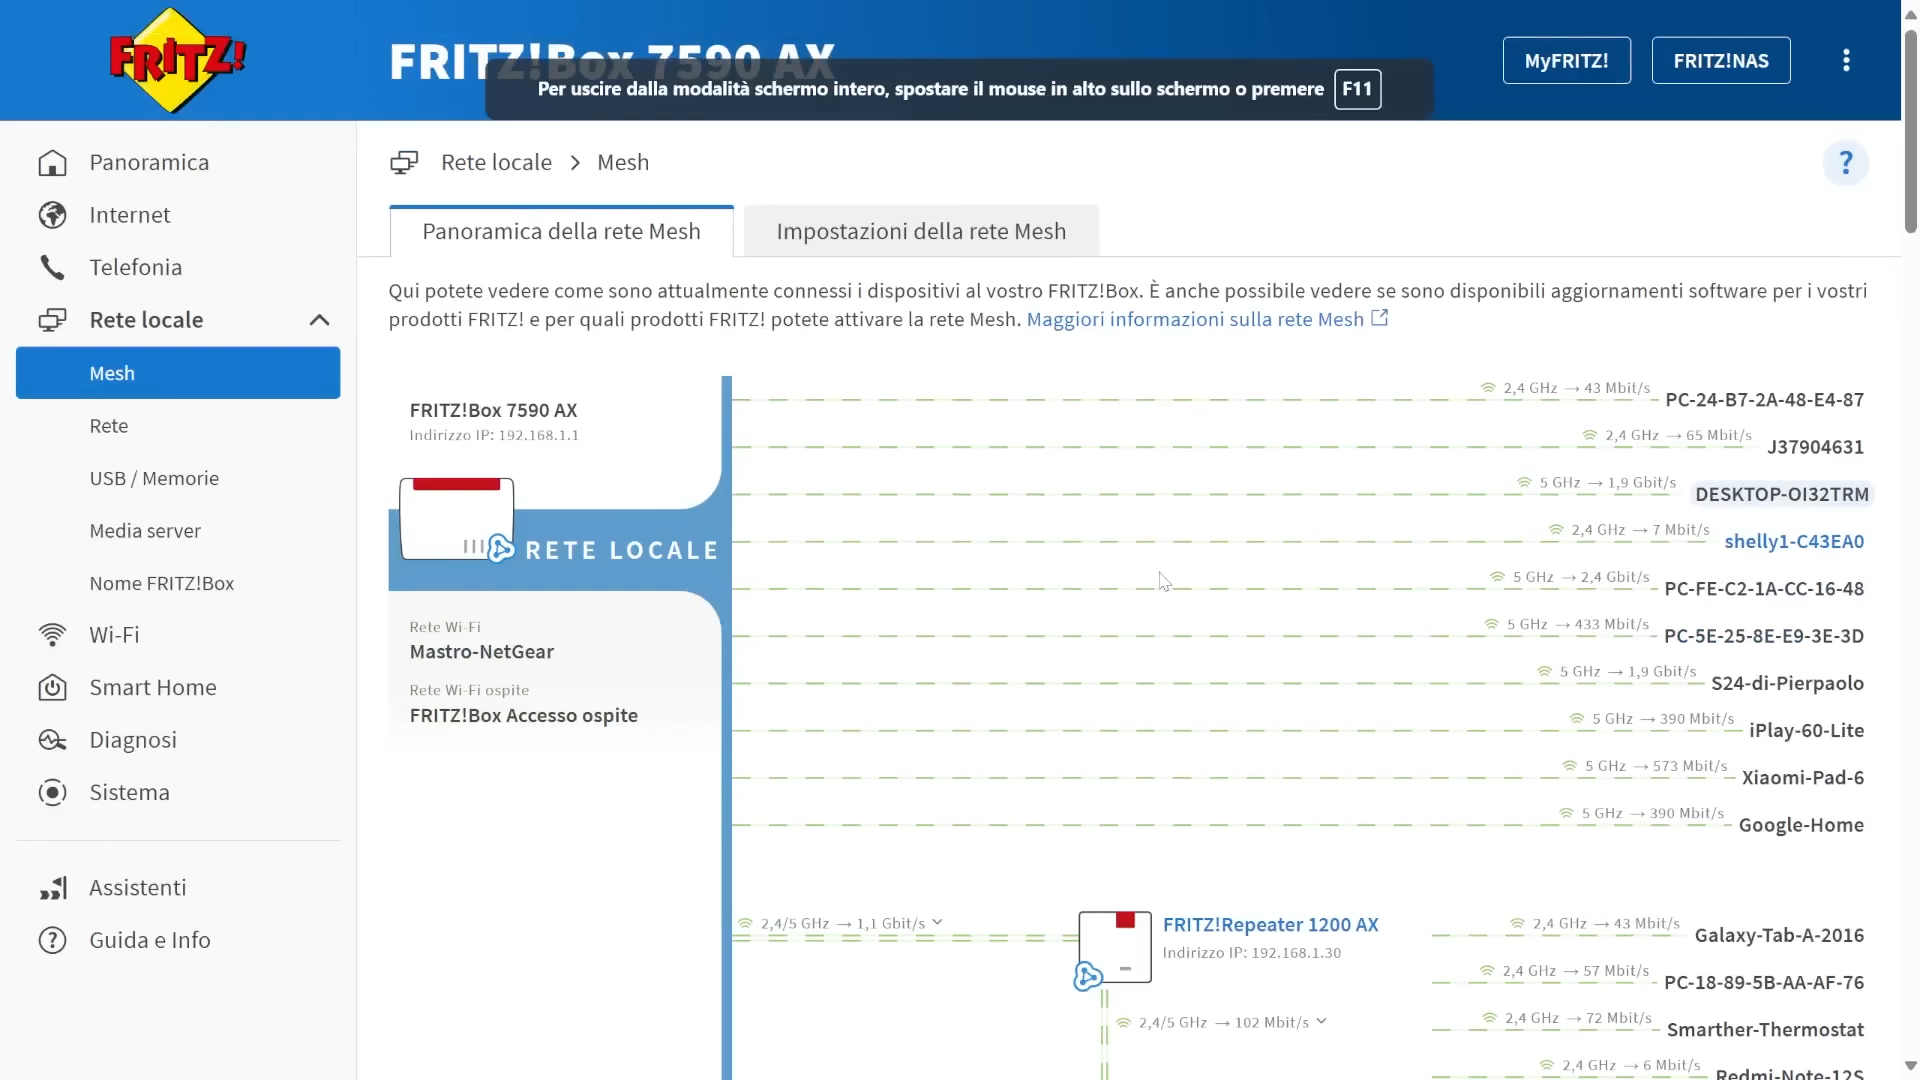 FRITZ!
FRITZ!Box 7590 AX
MyFRITZ!
FRITZ!NAS
Per uscire dalla modalità schermo intero, spostare il mouse in alto sullo schermo o premere F11
Panoramica
Internet
Telefonia
Rete locale
Mesh
Rete
USB / Memorie
Media server
Nome FRITZ!Box
Wi-Fi
Smart Home
Diagnosi
Sistema
Assistenti
Guida e Info
Rete locale > Mesh
?
Panoramica della rete Mesh
Impostazioni della rete Mesh
Qui potete vedere come sono attualmente connessi i dispositivi al vostro FRITZ!Box. È anche possibile vedere se sono disponibili aggiornamenti software per i vostri
prodotti FRITZ! e per quali prodotti FRITZ! potete attivare la rete Mesh. Maggiori informazioni sulla rete Mesh
FRITZ!Box 7590 AX
Indirizzo IP: 192.168.1.1
RETE LOCALE
Rete Wi-Fi
Mastro-NetGear
Rete Wi-Fi ospite
FRITZ!Box Accesso ospite
2,4 GHz → 43 Mbit/s
PC-24-B7-2A-48-E4-87
2,4 GHz → 65 Mbit/s
J37904631
5 GHz → 1,9 Gbit/s
DESKTOP-OI32TRM
2,4 GHz → 7 Mbit/s
shelly1-C43EA0
5 GHz → 2,4 Gbit/s
PC-FE-C2-1A-CC-16-48
5 GHz → 433 Mbit/s
PC-5E-25-8E-E9-3E-3D
5 GHz → 1,9 Gbit/s
S24-di-Pierpaolo
5 GHz → 390 Mbit/s
iPlay-60-Lite
5 GHz → 573 Mbit/s
Xiaomi-Pad-6
5 GHz → 390 Mbit/s
Google-Home
2,4/5 GHz → 1,1 Gbit/s
FRITZ!Repeater 1200 AX
Indirizzo IP: 192.168.1.30
2,4/5 GHz → 102 Mbit/s
2,4 GHz → 43 Mbit/s
Galaxy-Tab-A-2016
2,4 GHz → 57 Mbit/s
PC-18-89-5B-AA-AF-76
2,4 GHz → 72 Mbit/s
Smarther-Thermostat
2,4 GHz → 6 Mbit/s
Redmi-Note-12S